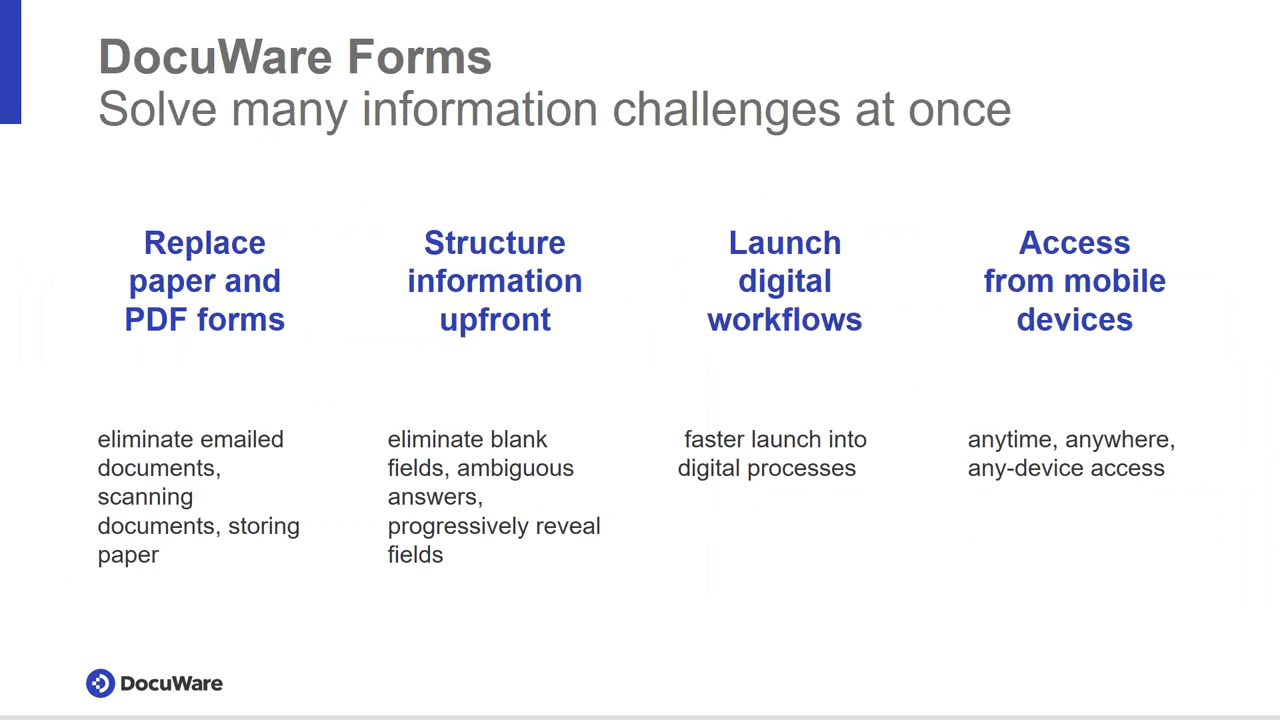 DocuWare Forms
Solve many information challenges at once
Replace
paper and
PDF forms
eliminate emailed
documents,
scanning
documents, storing
paper
Structure
information
upfront
eliminate blank
fields, ambiguous
answers,
progressively reveal
fields
Launch
digital
workflows
faster launch into
digital processes
Access
from mobile
devices
anytime, anywhere,
any-device access
DocuWare